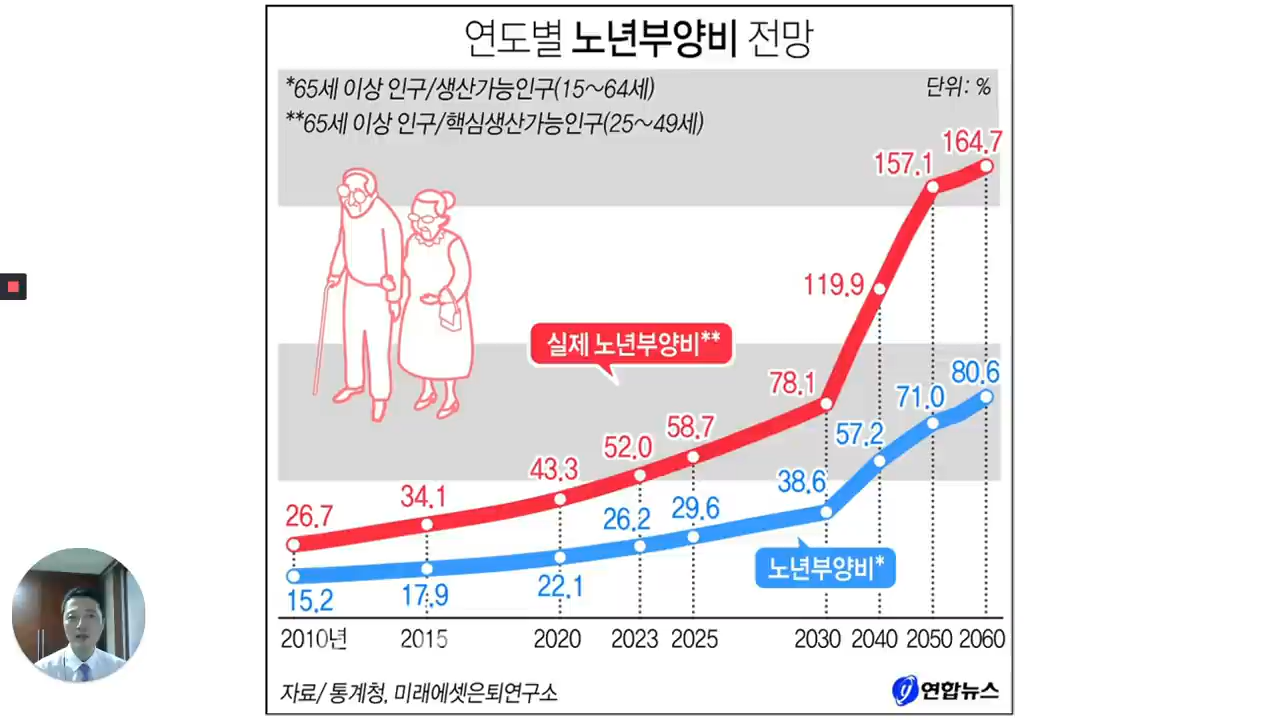 연도별 노년부양비 전망
*65세 이상 인구/생산가능인구(15~64세)
단위: %
**65세 이상 인구/핵심생산가능인구(25~49세)
164.7
157.1
119.9
실제 노년부양비**
78.1
80.6
71.0
57.2
58.7
52.0
43.3
34.1
26.7
38.6
29.6
26.2
22.1
17.9
15.2
노년부양비*
2010년 2015 2020 2023 2025 2030 2040 2050 2060
자료/ 통계청, 미래에셋은퇴연구소
y 연합뉴스